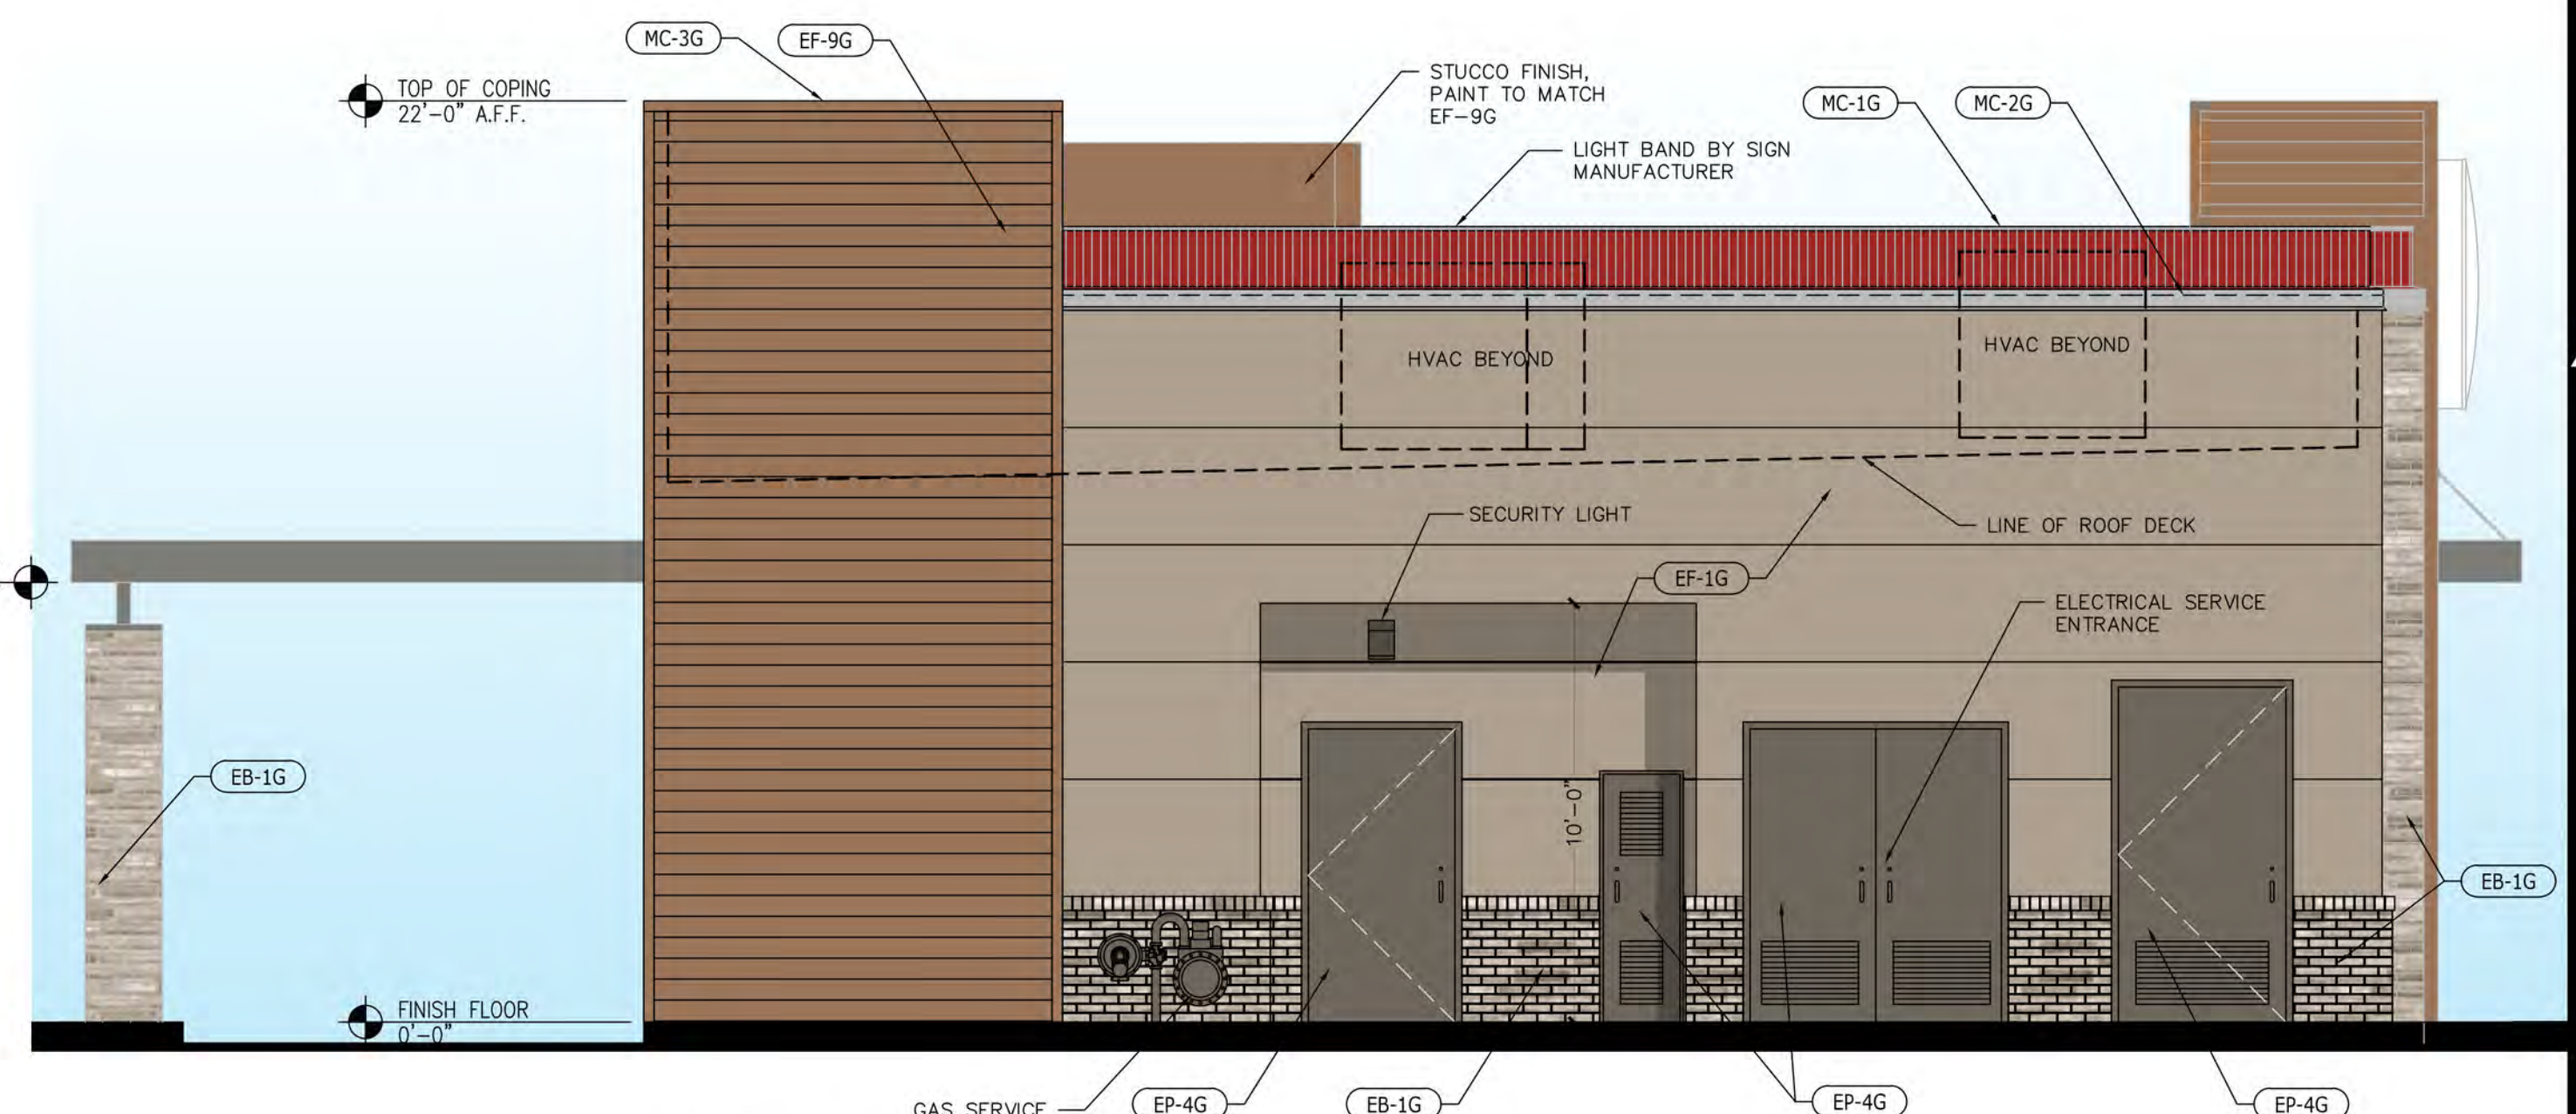 MC-3G
EF-9G
TOP OF COPING
22'-0" A.F.F.
STUCCO FINISH,
PAINT TO MATCH
EF-9G
LIGHT BAND BY SIGN
MANUFACTURER
MC-1G
MC-2G
HVAC BEYOND
HVAC BEYOND
SECURITY LIGHT
LINE OF ROOF DECK
EF-1G
ELECTRICAL SERVICE
ENTRANCE
EB-1G
10'-0"
EB-1G
FINISH FLOOR
0'-0"
GAS SERVICE
EP-4G
EB-1G
EP-4G
EP-4G